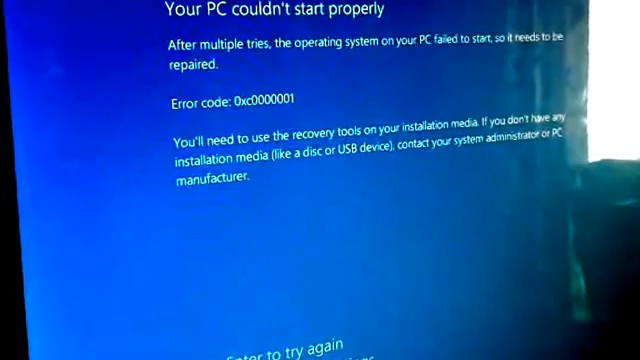 Your PC couldn't start properly
After multiple tries, the operating system on your PC failed to start, so it needs to be
repaired.
Error code: 0xc0000001
You'll need to use the recovery tools on your installation media. If you don't have any
installation media (like a disc or USB device), contact your system administrator or PC
manufacturer.
Enter to try again